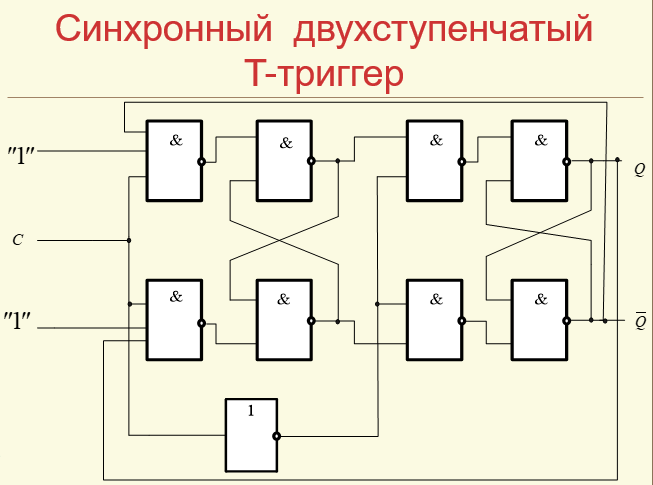 Синхронный двухступенчатый
Т-триггер
& & & &
"1"
Q
C
& & & &
"1"
Q̅
1